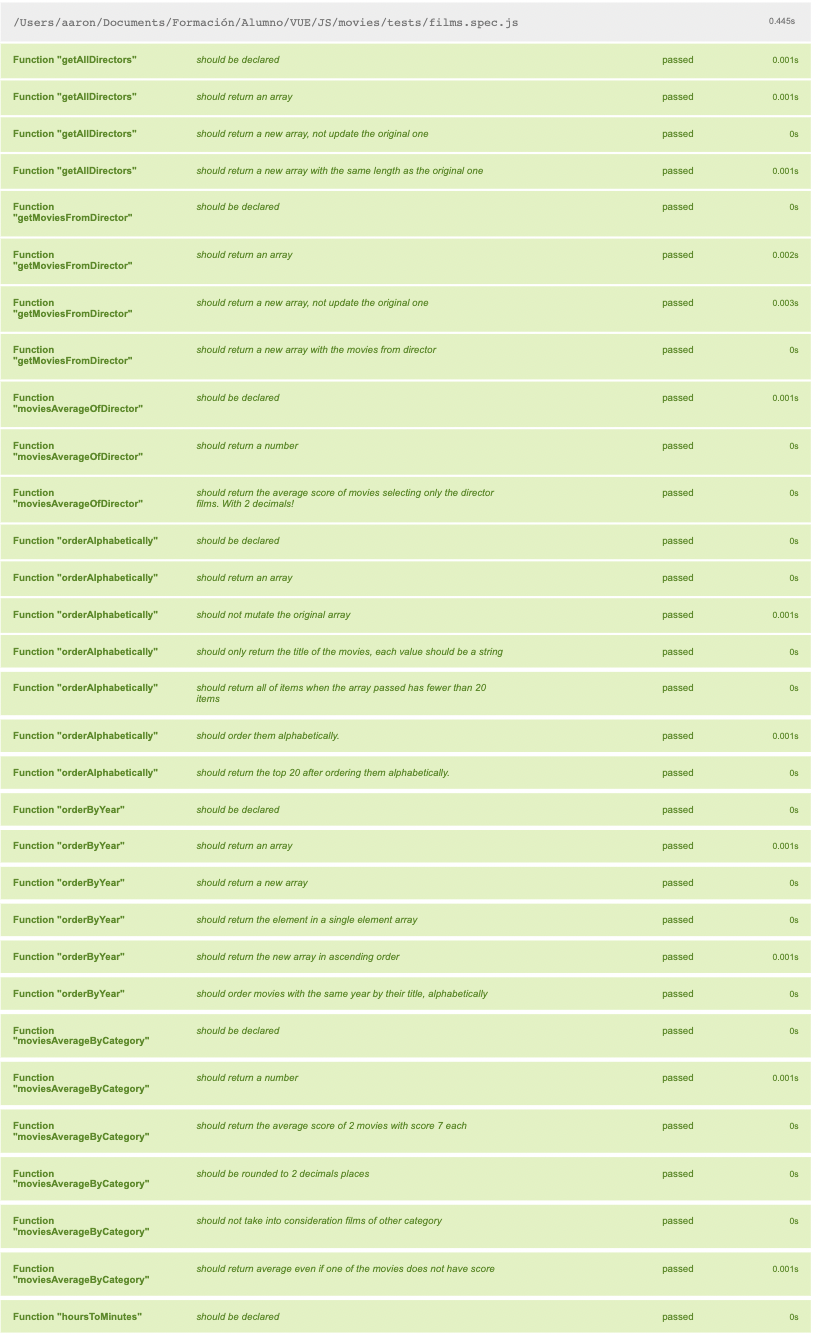 /Users/aaron/Documents/Formación/Alumno/VUE/JS/movies/tests/films.spec.js 0.445s
Function "getAllDirectors" should be declared passed 0.001s
Function "getAllDirectors" should return an array passed 0.001s
Function "getAllDirectors" should return a new array, not update the original one passed 0s
Function "getAllDirectors" should return a new array with the same length as the original one passed 0.001s
Function should be declared passed 0s
"getMoviesFromDirector"
Function should return an array passed 0.002s
"getMoviesFromDirector"
Function should return a new array, not update the original one passed 0.003s
"getMoviesFromDirector"
Function should return a new array with the movies from director passed 0s
"getMoviesFromDirector"
Function should be declared passed 0.001s
"moviesAverageOfDirector"
Function should return a number passed 0s
"moviesAverageOfDirector"
Function should return the average score of movies selecting only the director passed 0s
"moviesAverageOfDirector" films. With 2 decimals!
Function "orderAlphabetically" should be declared passed 0s
Function "orderAlphabetically" should return an array passed 0s
Function "orderAlphabetically" should not mutate the original array passed 0.001s
Function "orderAlphabetically" should only return the title of the movies, each value should be a string passed 0s
Function "orderAlphabetically" should return all of items when the array passed has fewer than 20 passed 0s
items
Function "orderAlphabetically" should order them alphabetically. passed 0.001s
Function "orderAlphabetically" should return the top 20 after ordering them alphabetically. passed 0s
Function "orderByYear" should be declared passed 0s
Function "orderByYear" should return an array passed 0.001s
Function "orderByYear" should return a new array passed 0s
Function "orderByYear" should return the element in a single element array passed 0s
Function "orderByYear" should return the new array in ascending order passed 0.001s
Function "orderByYear" should order movies with the same year by their title, alphabetically passed 0s
Function should be declared passed 0s
"moviesAverageByCategory"
Function should return a number passed 0.001s
"moviesAverageByCategory"
Function should return the average score of 2 movies with score 7 each passed 0s
"moviesAverageByCategory"
Function should be rounded to 2 decimals places passed 0s
"moviesAverageByCategory"
Function should not take into consideration films of other category passed 0s
"moviesAverageByCategory"
Function should return average even if one of the movies does not have score passed 0.001s
"moviesAverageByCategory"
Function "hoursToMinutes" should be declared passed 0s